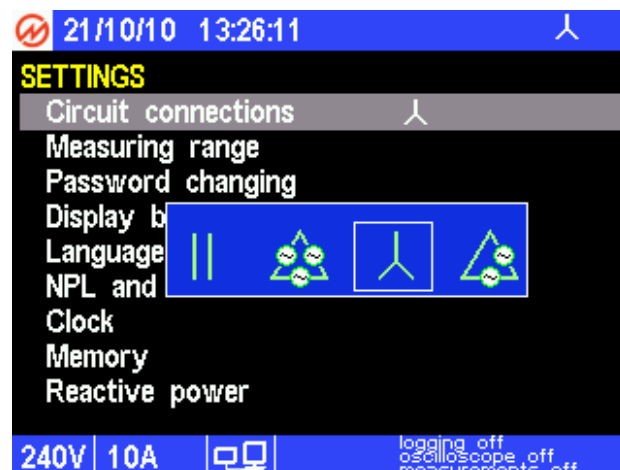 21/10/10 13:26:11
SETTINGS
Circuit connections
Measuring range
Password changing
Display b
Language
NPL and
Clock
Memory
Reactive power
240V 10A
logging off
oscilloscope off
measurements off